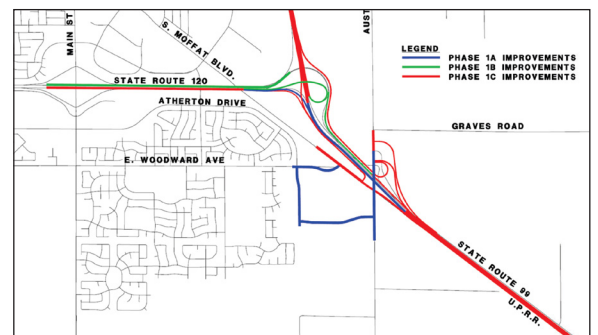 MAIN ST
S. MOFFAT BLVD.
AUST
LEGEND
PHASE 1A IMPROVEMENTS
PHASE 1B IMPROVEMENTS
PHASE 1C IMPROVEMENTS
STATE ROUTE 120
ATHERTON DRIVE
GRAVES ROAD
E. WOODWARD AVE
STATE ROUTE 99
U.P.R.R.